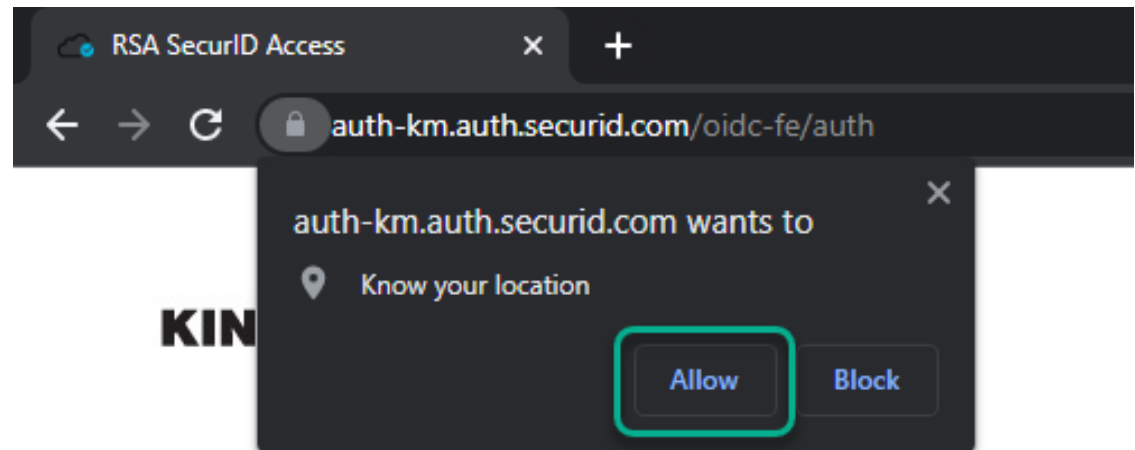 RSA SecurID Access
auth-km.auth.securid.com/oidc-fe/auth
auth-km.auth.securid.com wants to
Know your location
KIN
Allow Block